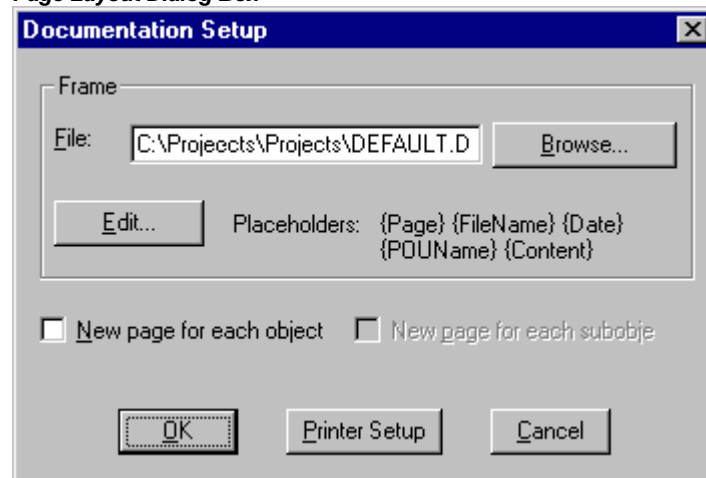 Page Layout Dialog Box
Documentation Setup
Frame
File: C:\Projeects\Projects\DEFAULT.D Browse...
Edit... Placeholders: {Page} {FileName} {Date}
{POUName} {Content}
New page for each object New page for each subobje
OK Printer Setup Cancel